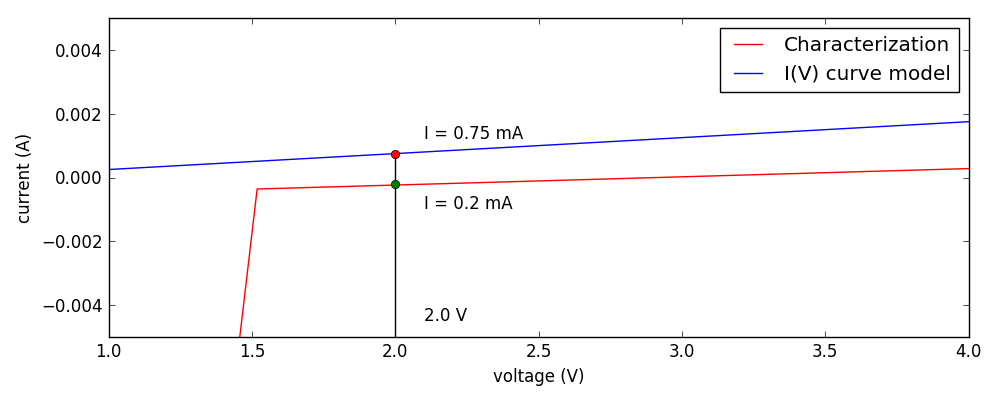 0.004
0.002
0.000
−0.002
−0.004
current (A)
Characterization
I(V) curve model
I = 0.75 mA
I = 0.2 mA
2.0 V
1.0 1.5 2.0 2.5 3.0 3.5 4.0
voltage (V)